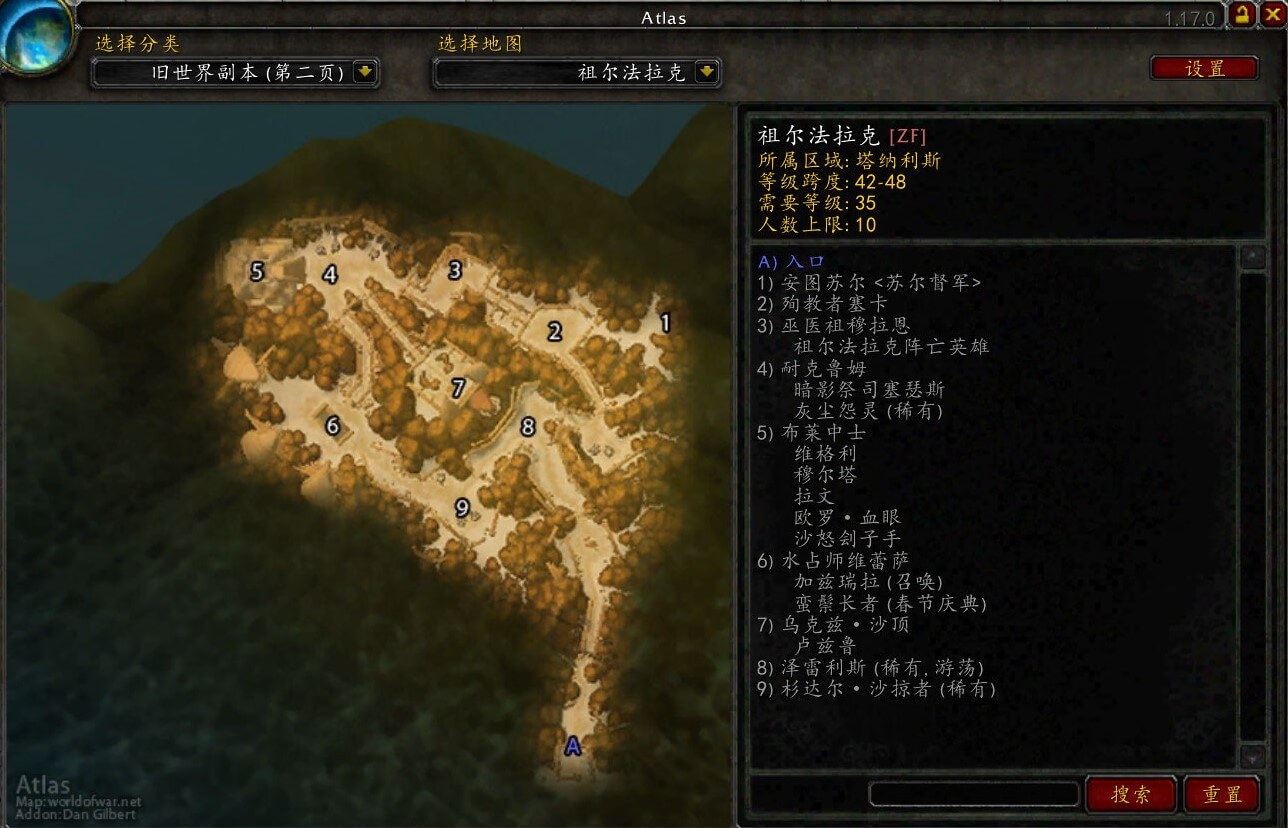 Atlas
1.17.0
选择分类
选择地图
旧世界副本 (第二页)
祖尔法拉克
设置
祖尔法拉克 [ZF]
所属区域: 塔纳利斯
等级跨度: 42-48
需要等级: 35
人数上限: 10
A) 入口
1) 安图苏尔 <苏尔督军>
2) 殉教者塞卡
3) 巫医祖穆拉恩
祖尔法拉克阵亡英雄
4) 耐克鲁姆
暗影祭司塞瑟斯
灰尘怨灵 (稀有)
5) 布莱中士
维格利
穆尔塔
拉文
欧罗·血眼
沙怒刽子手
6) 水占师维蕾萨
加兹瑞拉 (召唤)
蛮鬃长者 (春节庆典)
7) 乌克兹·沙顶
卢兹鲁
8) 泽雷利斯 (稀有, 游荡)
9) 杉达尔·沙掠者 (稀有)
5
4
3
2
1
7
6
8
9
A
Atlas
Map: worldofwar.net
Addon: Dan Gilbert
搜索
重置